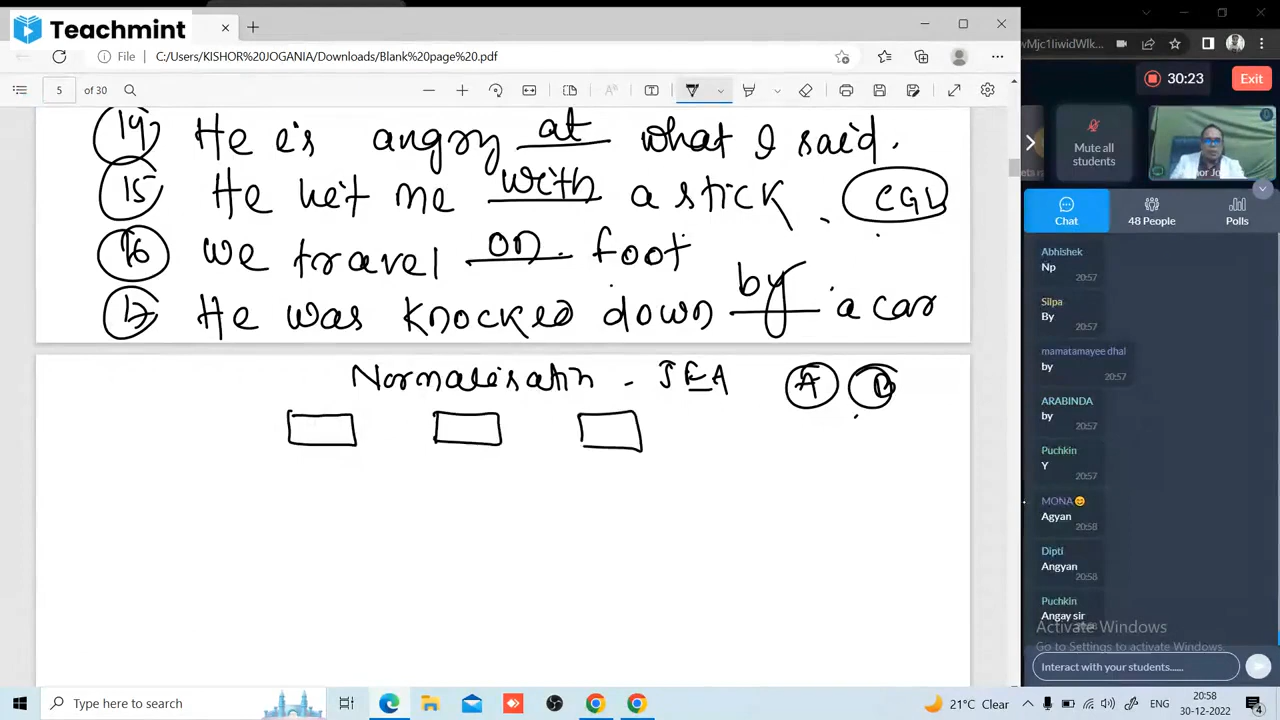 Teachmint
File C:/Users/KISHOR%20JOGANIA/Downloads/Blank%20page%20.pdf
5 of 30
(14) He is angry at what I said.
(15) He hit me with a stick. CGL
(16) we travel on foot
(17) He was knocked down by a car
Normalisatin - JEA A B
wMjc1IiwidWlk...
30:23 Exit
Mute all students
Chat
48 People
Polls
Abhishek
Np
20:57
Silpa
By
20:57
mamatamayee dhal
by
20:57
ARABINDA
by
20:57
Puchkin
Y
20:57
MONA😊
Agyan
20:58
Dipti
Angyan
20:58
Puchkin
Angay sir
Activate Windows
Go to Settings to activate Windows.
Interact with your students......
Type here to search
21°C Clear
ENG
20:58
30-12-2022
4